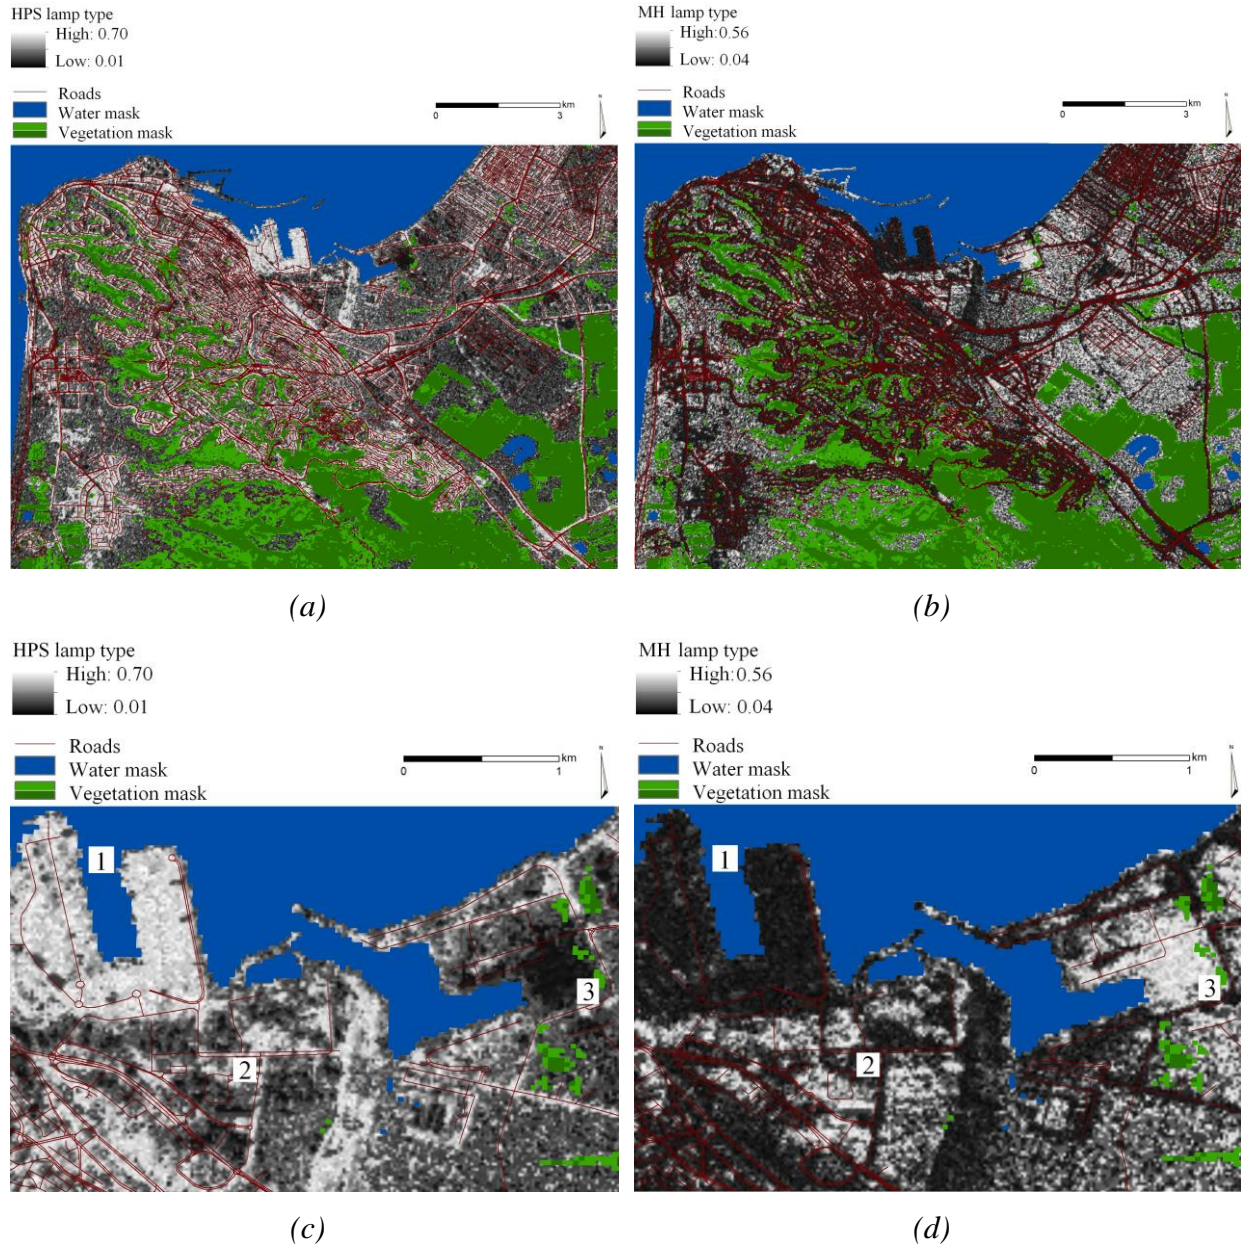 HPS lamp type
High: 0.70
Low: 0.01
Roads
Water mask
Vegetation mask
km
0 3
N
MH lamp type
High:0.56
Low: 0.04
Roads
Water mask
Vegetation mask
km
0 3
N
(a)
(b)
HPS lamp type
High: 0.70
Low: 0.01
Roads
Water mask
Vegetation mask
km
0 1
N
1
2
3
MH lamp type
High:0.56
Low: 0.04
Roads
Water mask
Vegetation mask
km
0 1
N
1
2
3
(c)
(d)